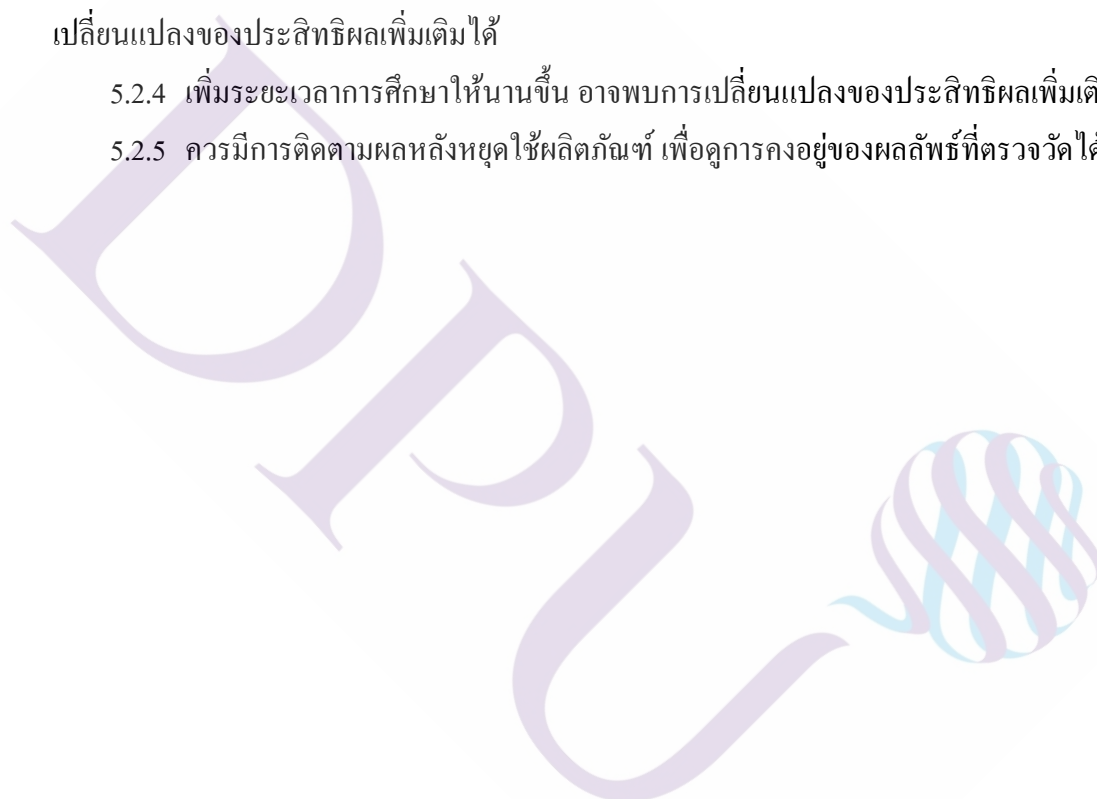 เปลี่ยนแปลงของประสิทธิผลเพิ่มเติมได้
5.2.4 เพิ่มระยะเวลาการศึกษาให้นานขึ้น อาจพบการเปลี่ยนแปลงของประสิทธิผลเพิ่มเติ
5.2.5 ควรมีการติดตามผลหลังหยุดใช้ผลิตภัณฑ์ เพื่อดูการคงอยู่ของผลลัพธ์ที่ตรวจวัดได้
DPU